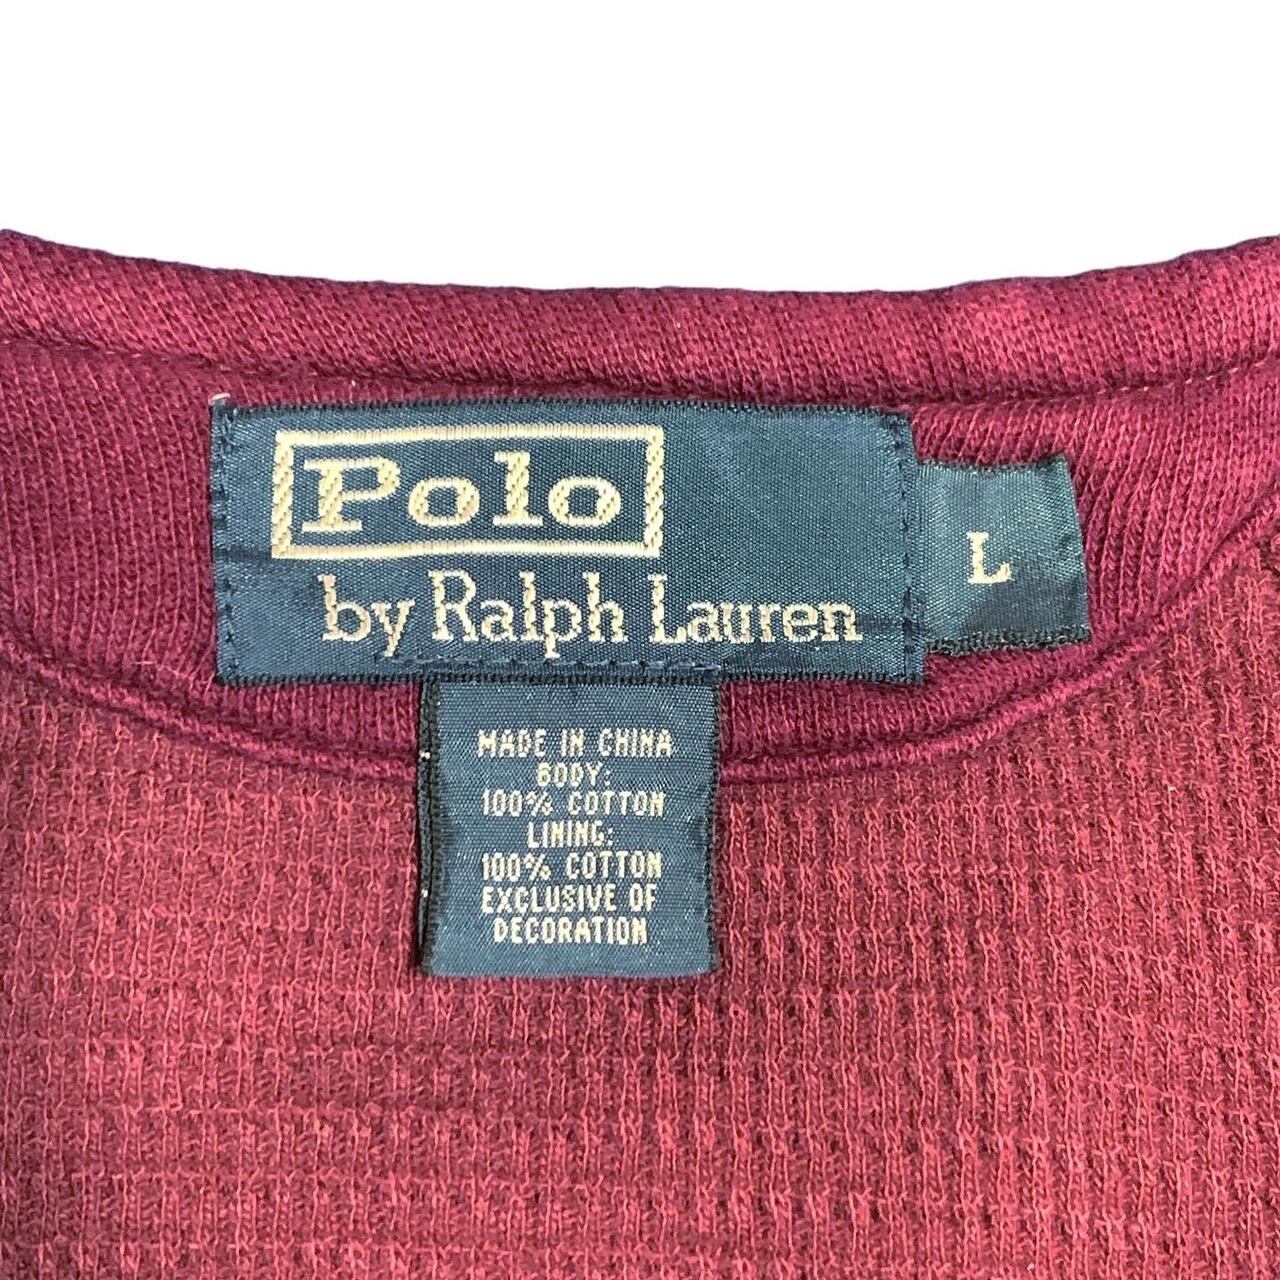 Polo
by Ralph Lauren
L
MADE IN CHINA
BODY:
100% COTTON
LINING:
100% COTTON
EXCLUSIVE OF
DECORATION